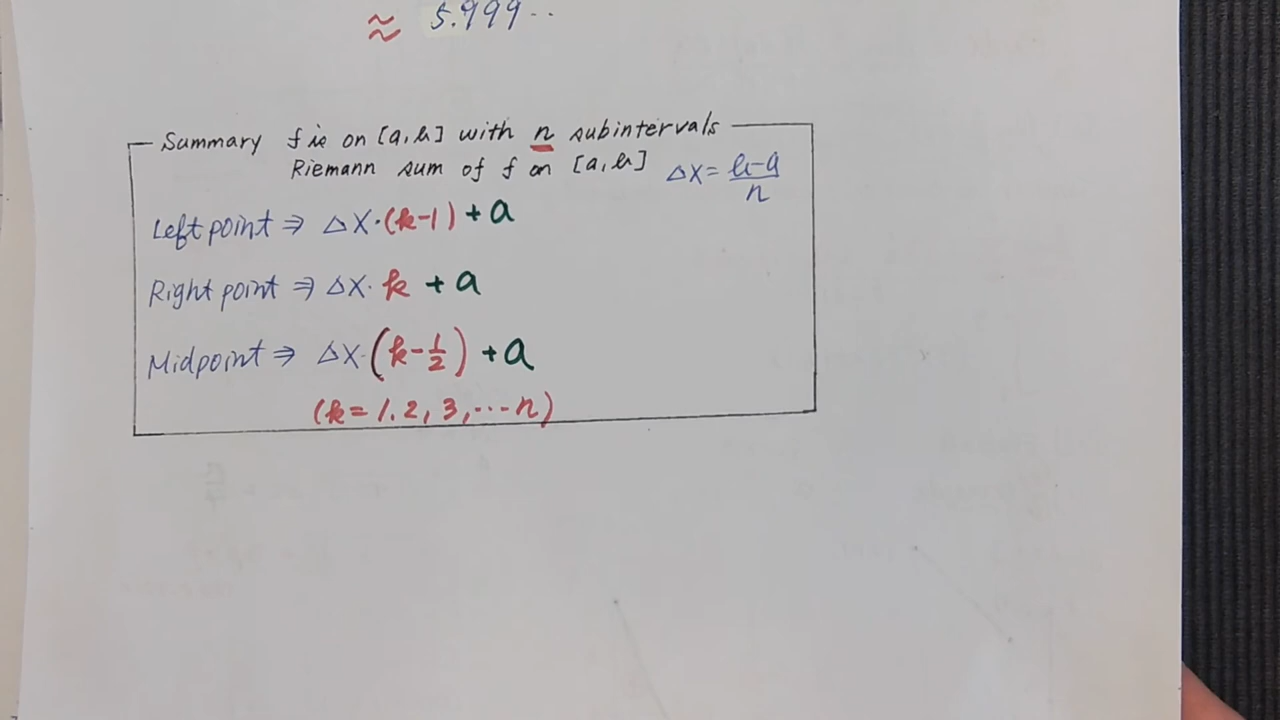 ≈ 5.999..
Summary f is on [a,b] with n subintervals
Riemann sum of f on [a,b] Δx = b-a/n
Left point ⇒ Δx·(k-1)+a
Right point ⇒ Δx·k+a
Midpoint ⇒ Δx·(k-1/2)+a
(k=1.2,3,...n)